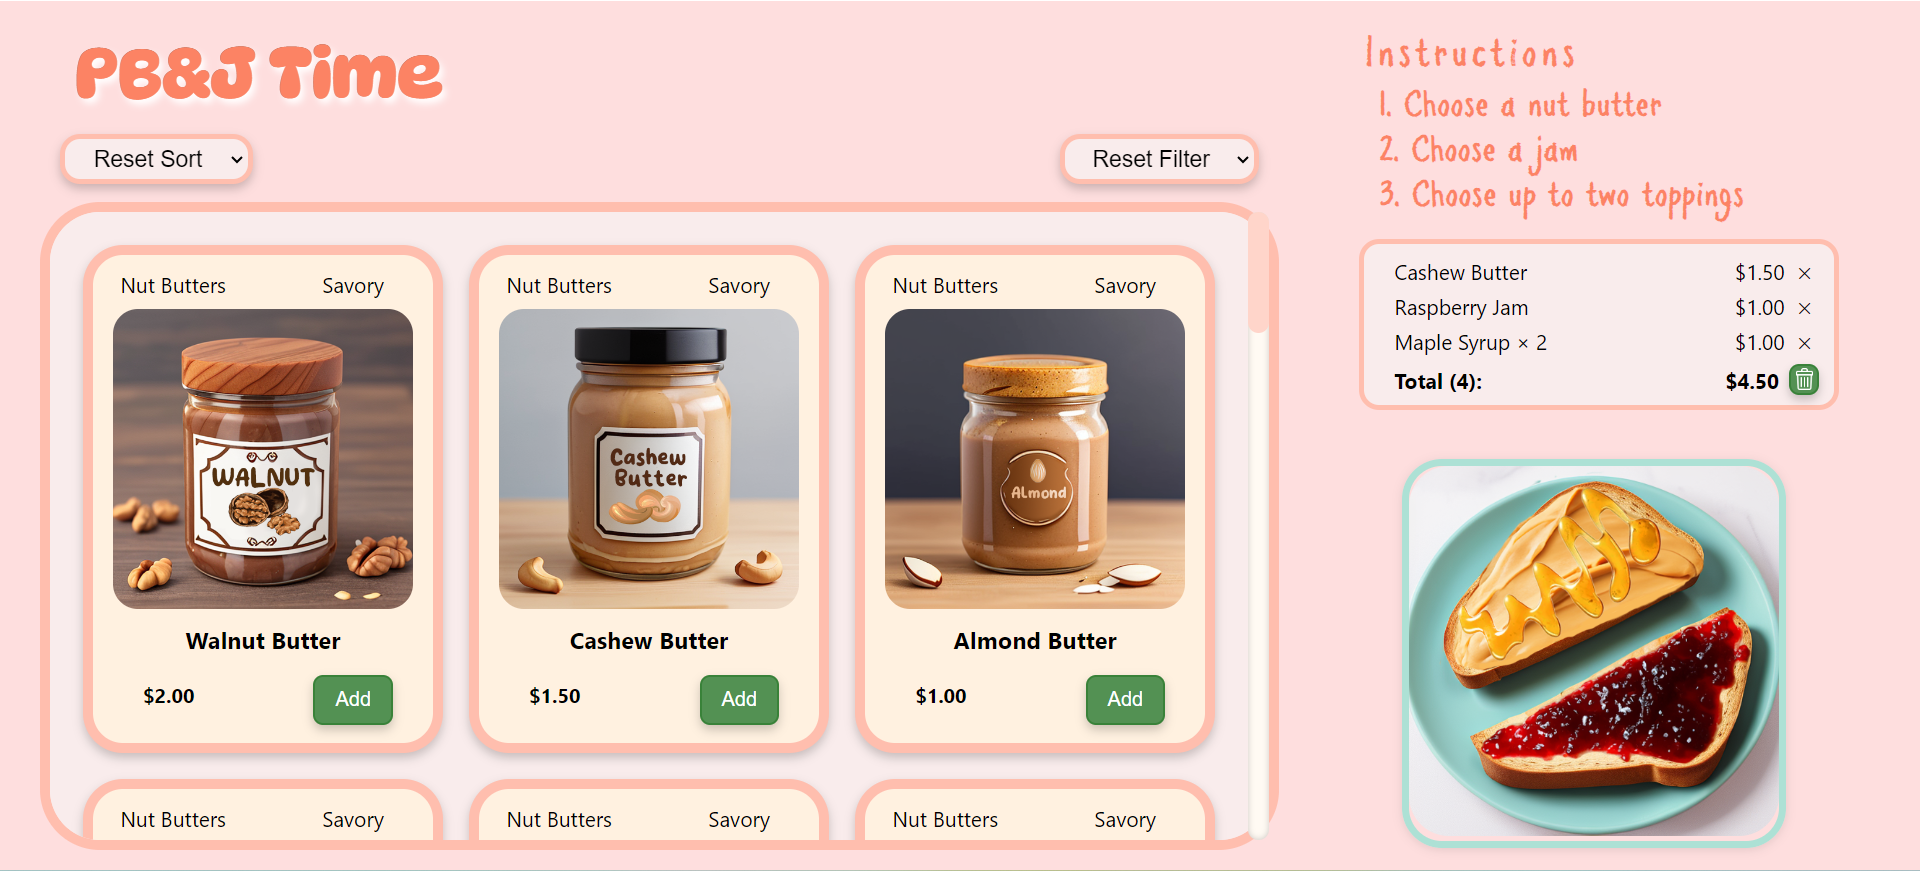 PB&J Time
Reset Sort
Reset Filter
Nut Butters Savory
WALNUT
Walnut Butter
$2.00 Add
Nut Butters Savory
Cashew
Butter
Cashew Butter
$1.50 Add
Nut Butters Savory
Almond
Almond Butter
$1.00 Add
Nut Butters Savory
Nut Butters Savory
Nut Butters Savory
Instructions
1. Choose a nut butter
2. Choose a jam
3. Choose up to two toppings
Cashew Butter $1.50 ×
Raspberry Jam $1.00 ×
Maple Syrup × 2 $1.00 ×
Total (4): $4.50